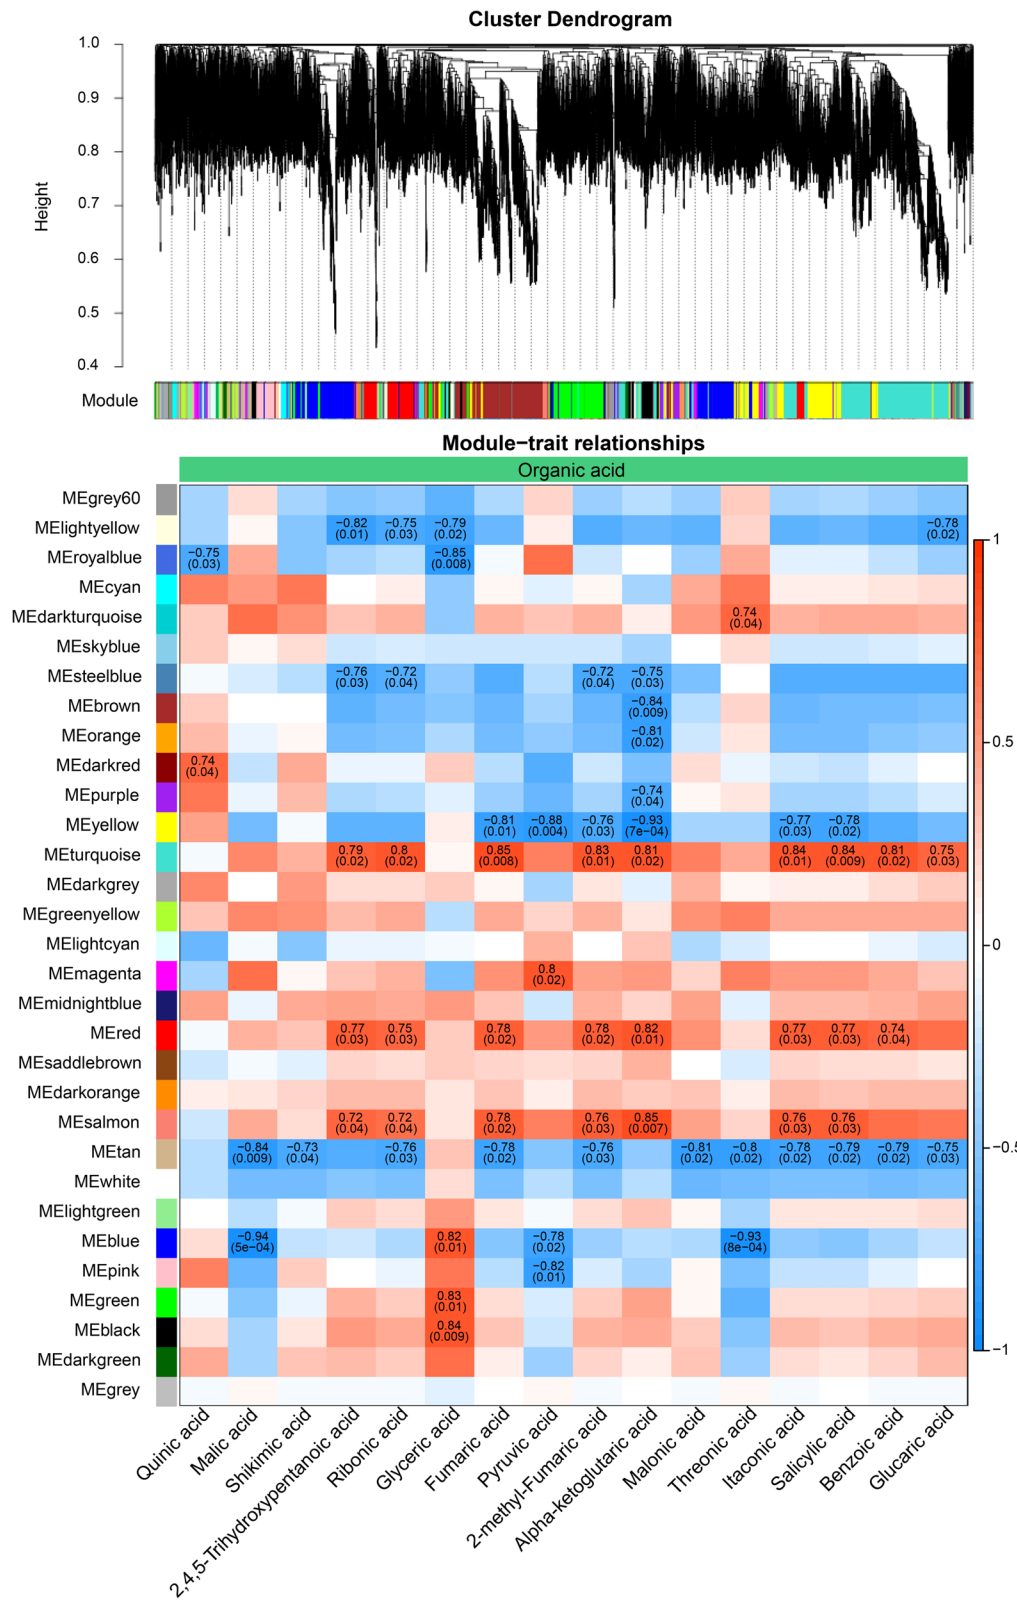 Cluster Dendrogram
1.0
0.9
0.8
0.7
0.6
0.5
0.4
Height
Module
Module−trait relationships
Organic acid
MEgrey60
MElightyellow −0.82 (0.01) −0.75 (0.03) −0.79 (0.02) −0.78 (0.02)
MEroyalblue −0.75 (0.03) −0.85 (0.008)
MEcyan
MEdarkturquoise 0.74 (0.04)
MEskyblue
MEsteelblue −0.76 (0.03) −0.72 (0.04) −0.72 (0.04) −0.75 (0.03)
MEbrown −0.84 (0.009)
MEorange −0.81 (0.02)
MEdarkred 0.74 (0.04)
MEpurple −0.74 (0.04)
MEyellow −0.81 (0.01) −0.88 (0.004) −0.76 (0.03) −0.93 (7e−04) −0.77 (0.03) −0.78 (0.02)
MEturquoise 0.79 (0.02) 0.8 (0.02) 0.85 (0.008) 0.83 (0.01) 0.81 (0.02) 0.84 (0.01) 0.84 (0.009) 0.81 (0.02) 0.75 (0.03)
MEdarkgrey
MEgreenyellow
MElightcyan
MEmagenta 0.8 (0.02)
MEmidnightblue
MEred 0.77 (0.03) 0.75 (0.03) 0.78 (0.02) 0.78 (0.02) 0.82 (0.01) 0.77 (0.03) 0.77 (0.03) 0.74 (0.04)
MEsaddlebrown
MEdarkorange
MEsalmon 0.72 (0.04) 0.72 (0.04) 0.78 (0.02) 0.76 (0.03) 0.85 (0.007) 0.76 (0.03) 0.76 (0.03)
MEtan −0.84 (0.009) −0.73 (0.04) −0.76 (0.03) −0.78 (0.02) −0.76 (0.03) −0.81 (0.02) −0.8 (0.02) −0.78 (0.02) −0.79 (0.02) −0.79 (0.02) −0.75 (0.03)
MEwhite
MElightgreen
MEblue −0.94 (5e−04) 0.82 (0.01) −0.78 (0.02) −0.93 (8e−04)
MEpink −0.82 (0.01)
MEgreen 0.83 (0.01)
MEblack 0.84 (0.009)
MEdarkgreen
MEgrey
1
0.5
0
−0.5
−1
Quinic acid
Malic acid
Shikimic acid
2,4,5-Trihydroxypentanoic acid
Ribonic acid
Glyceric acid
Fumaric acid
Pyruvic acid
2-methyl-Fumaric acid
Alpha-ketoglutaric acid
Malonic acid
Threonic acid
Itaconic acid
Salicylic acid
Benzoic acid
Glucaric acid